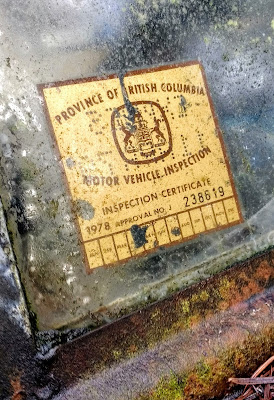 PROVINCE OF BRITISH COLUMBIA
MOTOR VEHICLE INSPECTION
INSPECTION CERTIFICATE
1978 APPROVAL NO. 238619